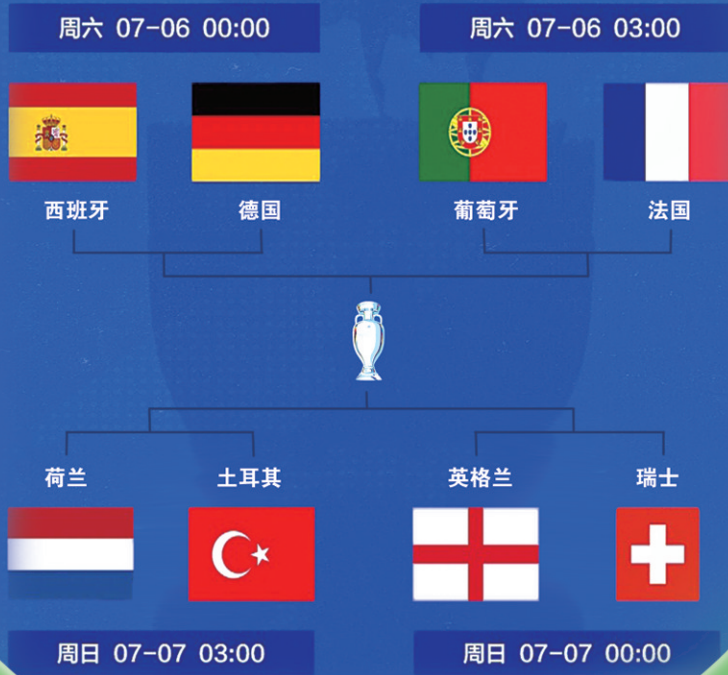 周六 07-06 00:00
周六 07-06 03:00
西班牙
德国
葡萄牙
法国
荷兰
土耳其
英格兰
瑞士
周日 07-07 03:00
周日 07-07 00:00